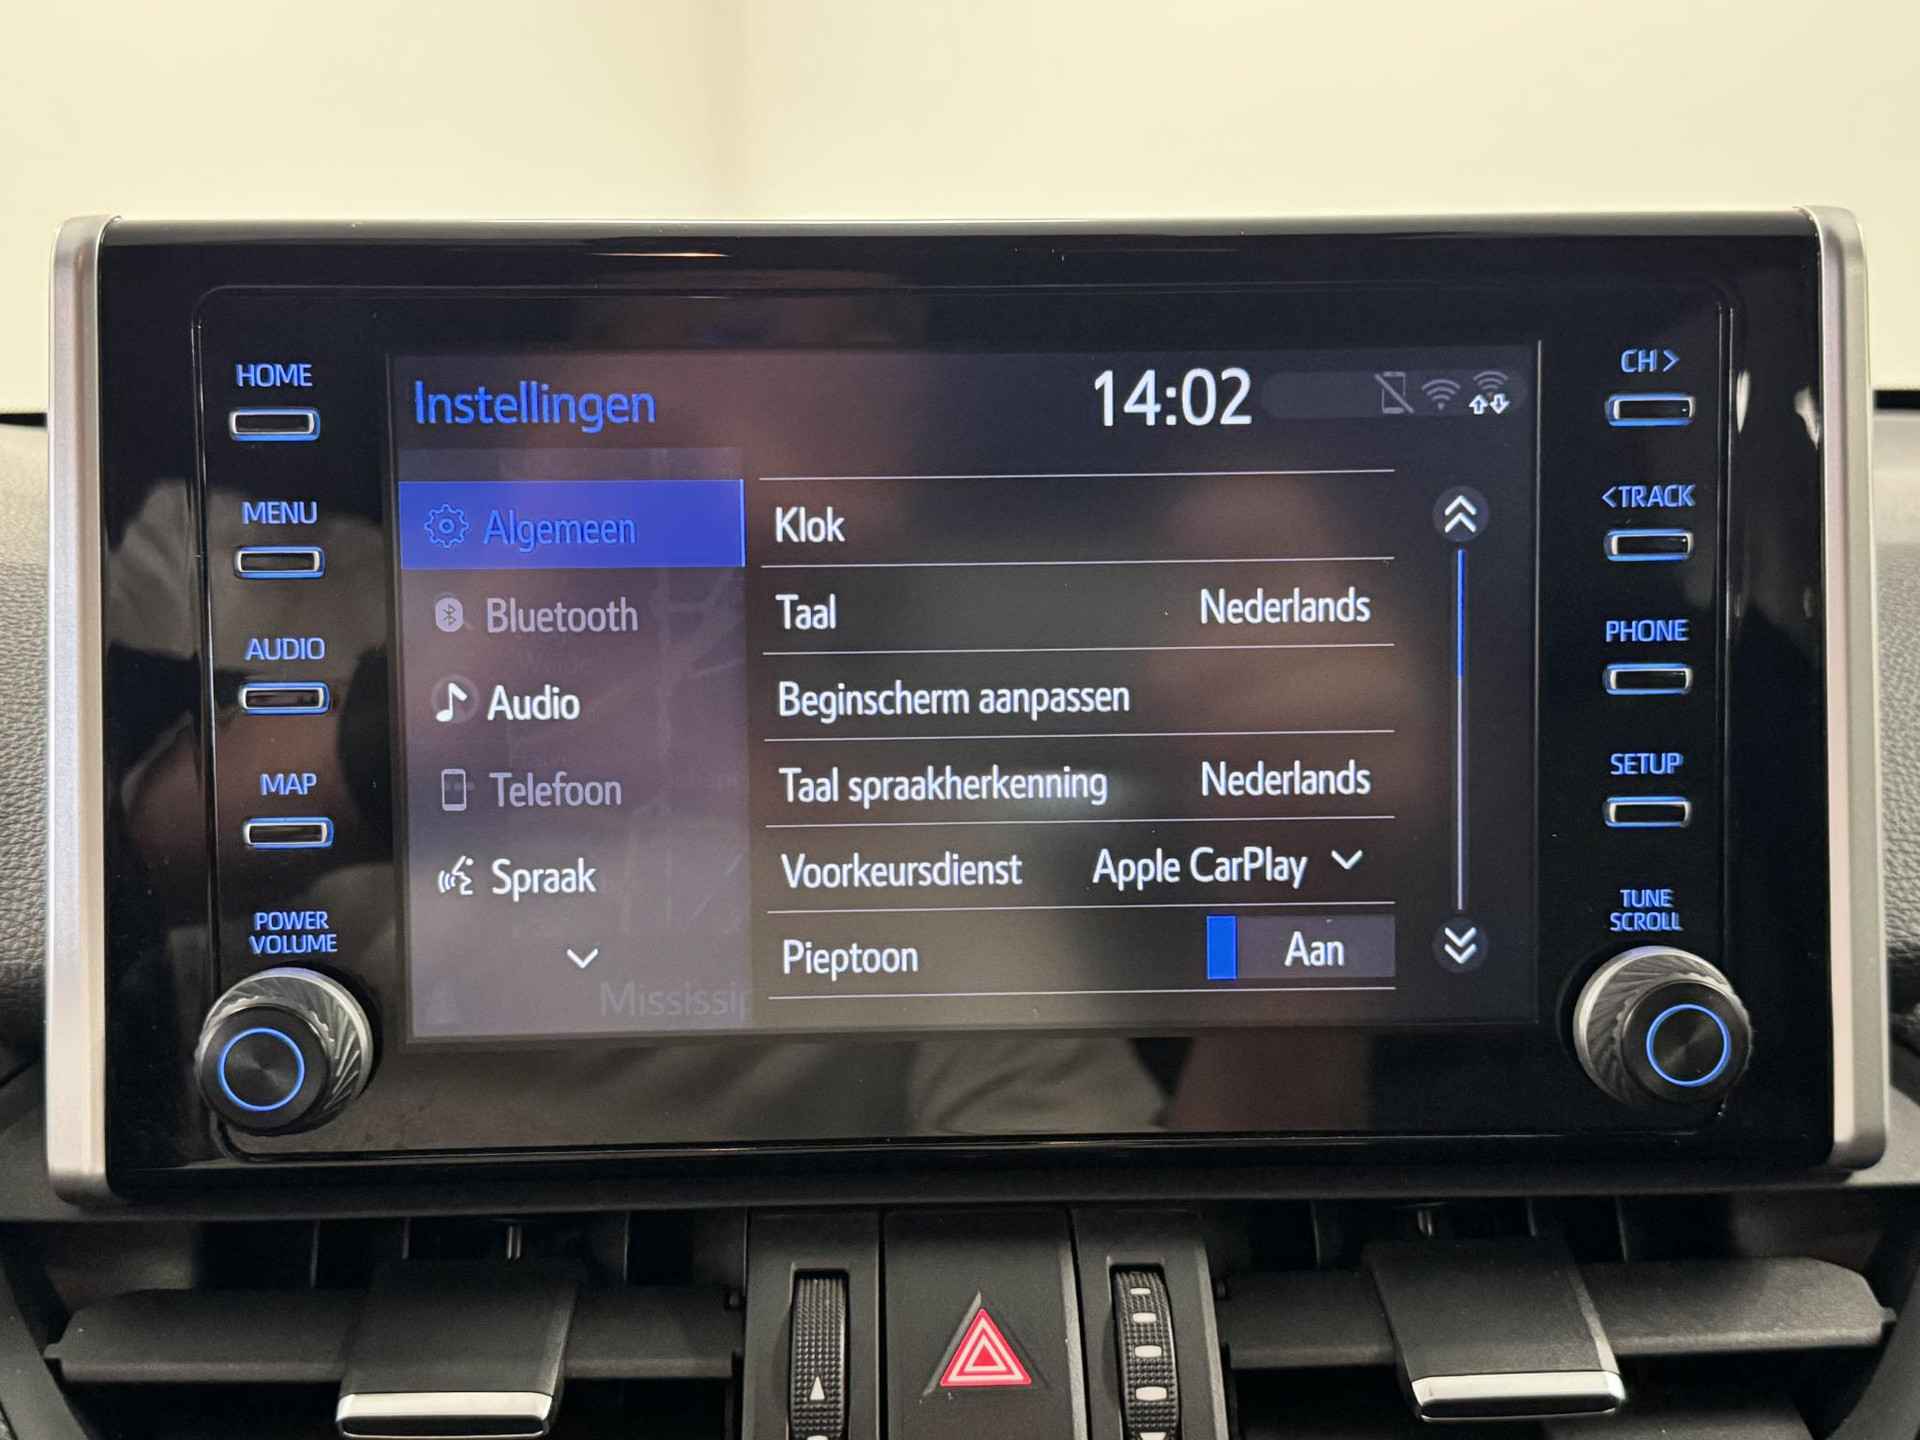 HOME
MENU
AUDIO
MAP
POWER
VOLUME
Instellingen
14:02
Algemeen
Bluetooth
Audio
Telefoon
Spraak
Klok
Taal Nederlands
Beginscherm aanpassen
Taal spraakherkenning Nederlands
Voorkeursdienst Apple CarPlay
Pieptoon Aan
CH >
<TRACK
PHONE
SETUP
TUNE
SCROLL